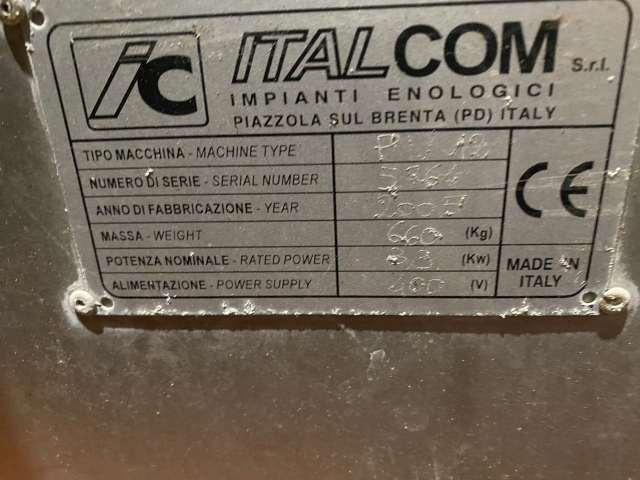 ic ITALCOM S.r.l.
IMPIANTI ENOLOGICI
PIAZZOLA SUL BRENTA (PD) ITALY
TIPO MACCHINA - MACHINE TYPE
NUMERO DI SERIE - SERIAL NUMBER
ANNO DI FABBRICAZIONE - YEAR
MASSA - WEIGHT 660 (Kg)
POTENZA NOMINALE - RATED POWER (Kw)
ALIMENTAZIONE - POWER SUPPLY 400 (V)
CE
MADE IN
ITALY